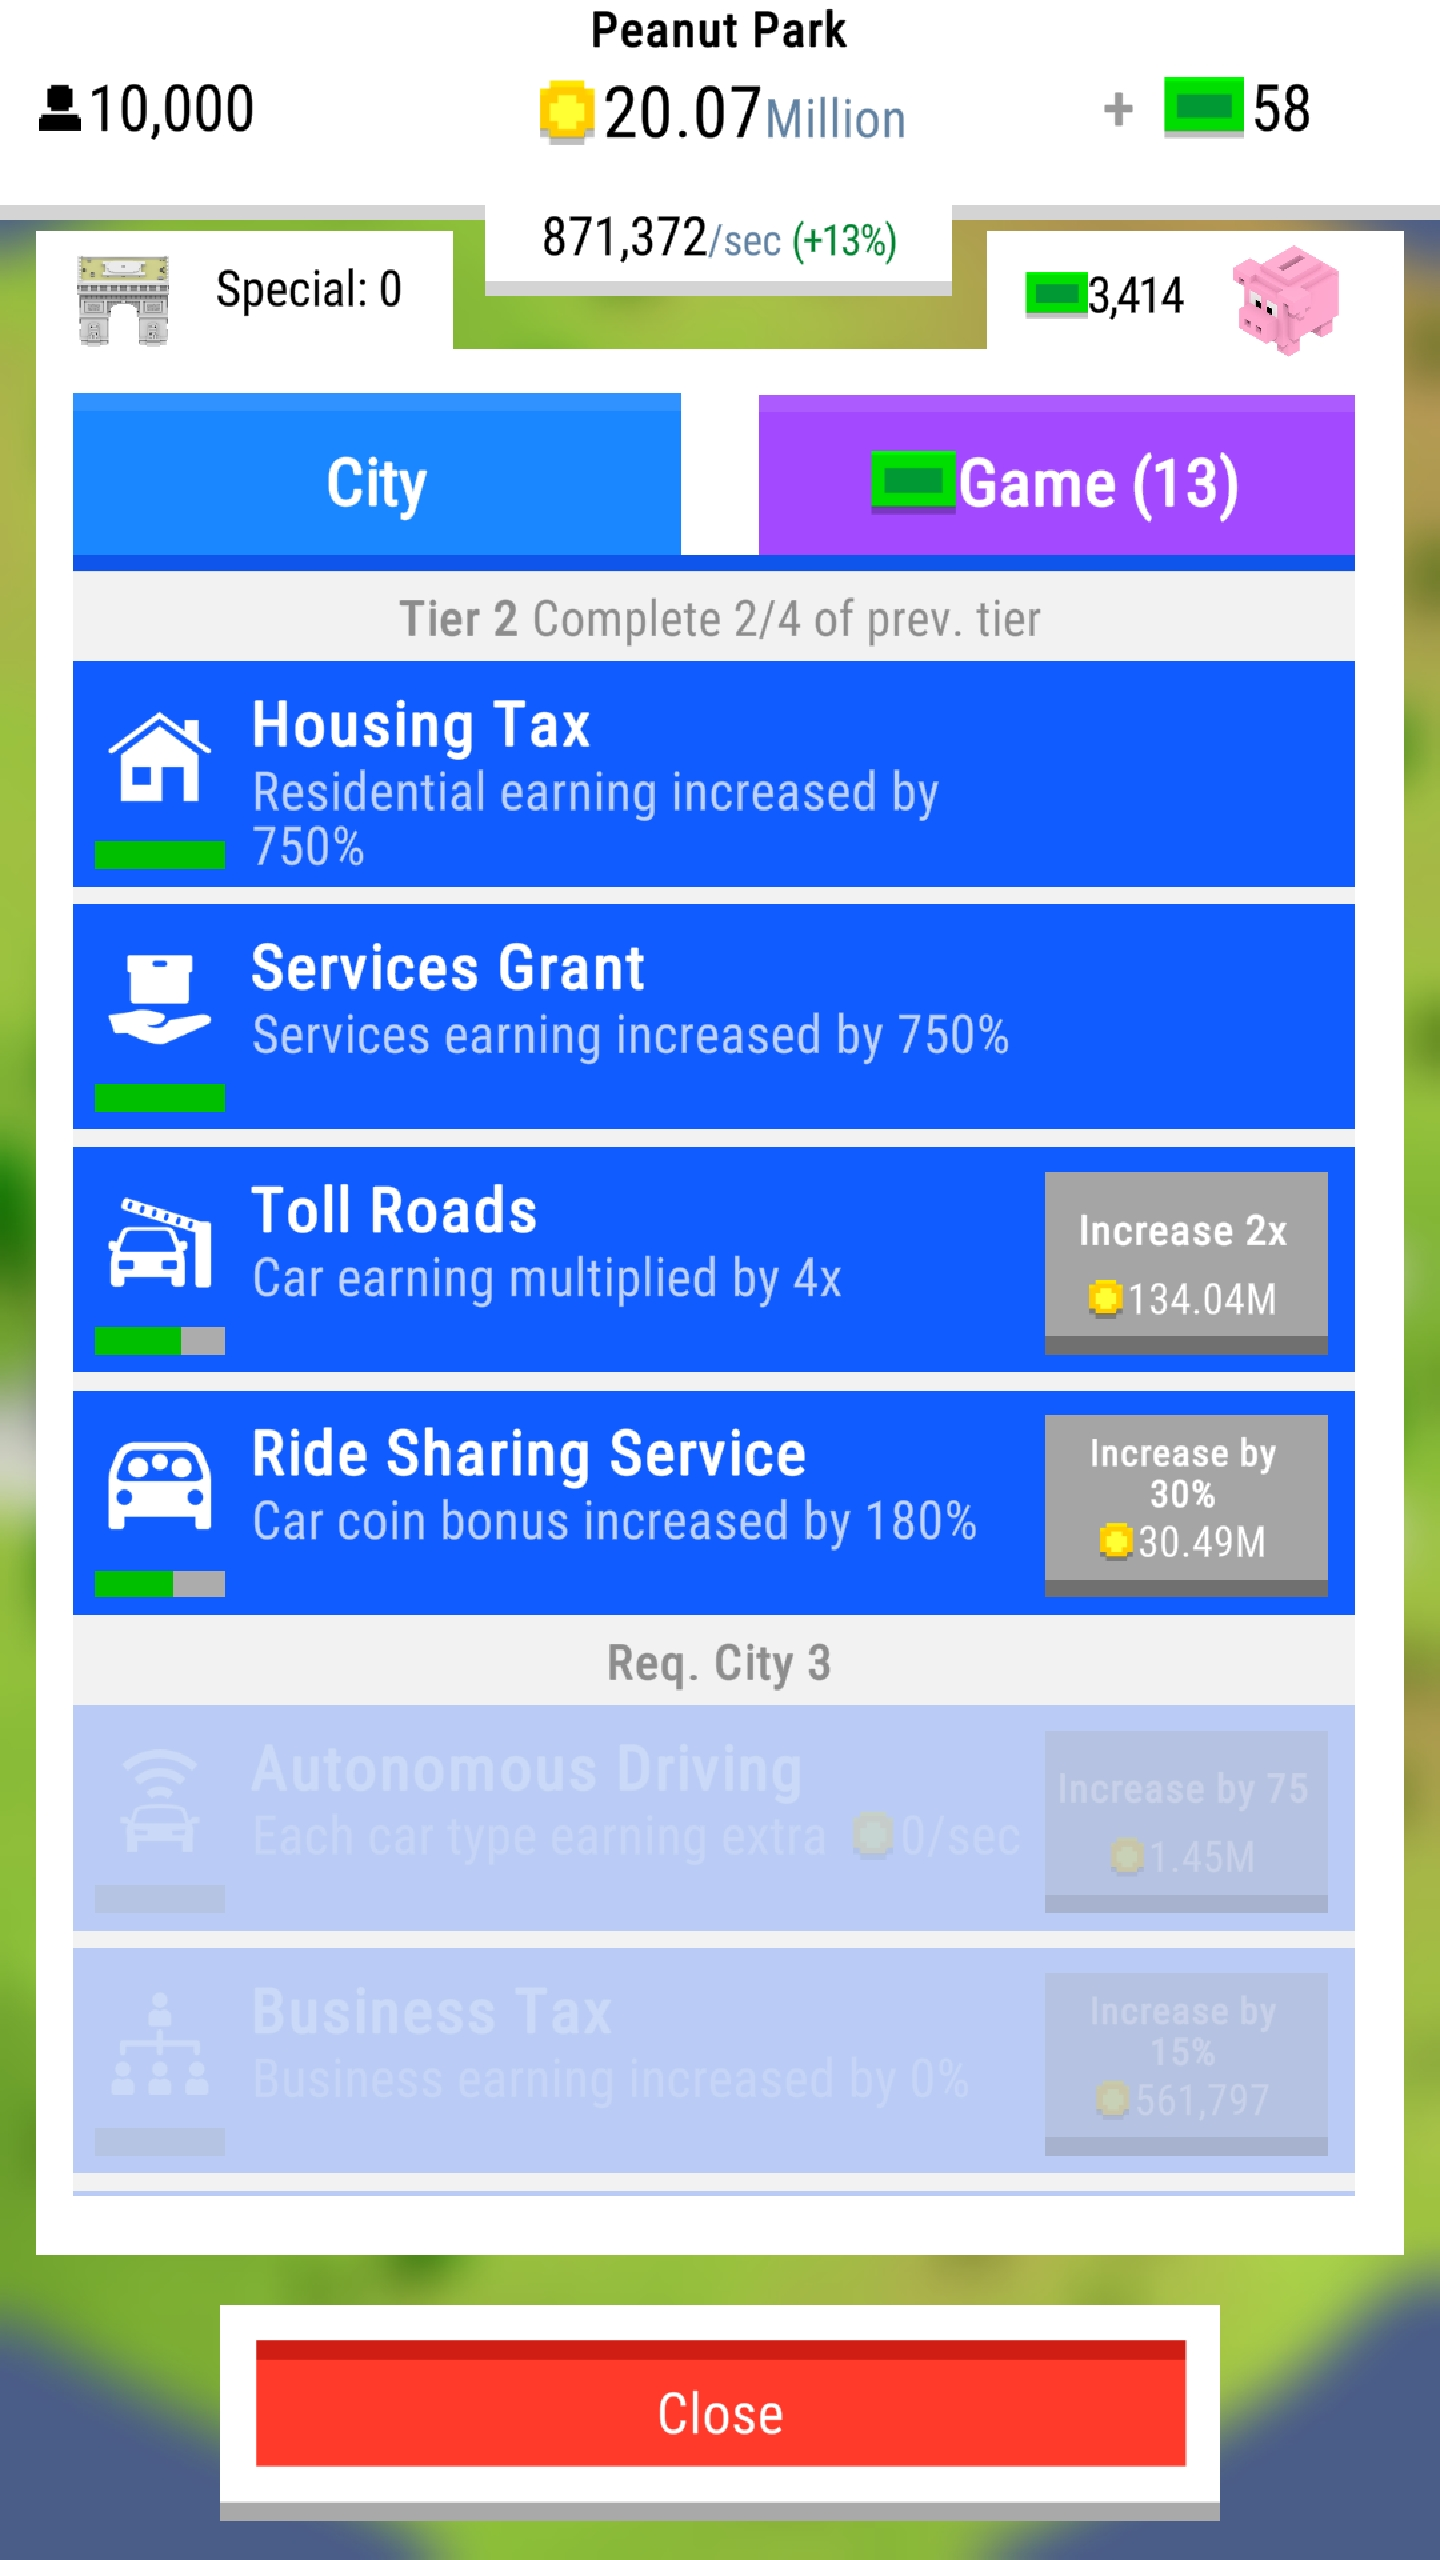 Peanut Park
10,000
20.07Million
+ 58
871,372/sec (+13%)
Special: 0
3,414
City
Game (13)
Tier 2 Complete 2/4 of prev. tier
Housing Tax
Residential earning increased by
750%
Services Grant
Services earning increased by 750%
Toll Roads
Car earning multiplied by 4x
Increase 2x
134.04M
Ride Sharing Service
Car coin bonus increased by 180%
Increase by
30%
30.49M
Req. City 3
Autonomous Driving
Each car type earning extra 0/sec
Increase by 75
1.45M
Business Tax
Business earning increased by 0%
Increase by
15%
561,797
Close